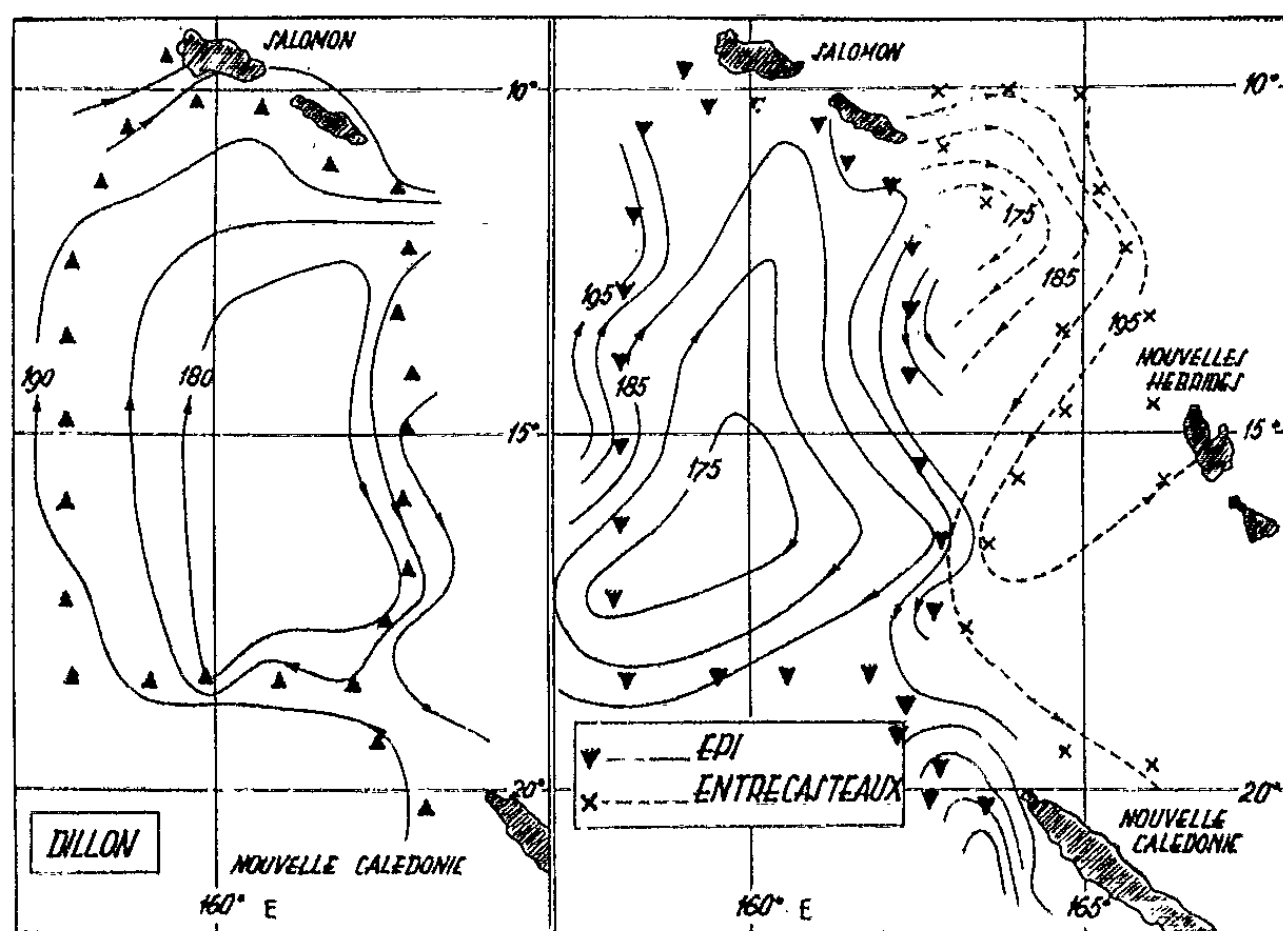 SALOMON
10°
190
180
15°
20°
DILLON
NOUVELLE CALEDONIE
160° E
SALOMON
10°
175
185
195
195
185
175
NOUVELLES
HEBRIDES
15°
EPI
ENTRECASTEAUX
20°
NOUVELLE
CALEDONIE
160° E
165°